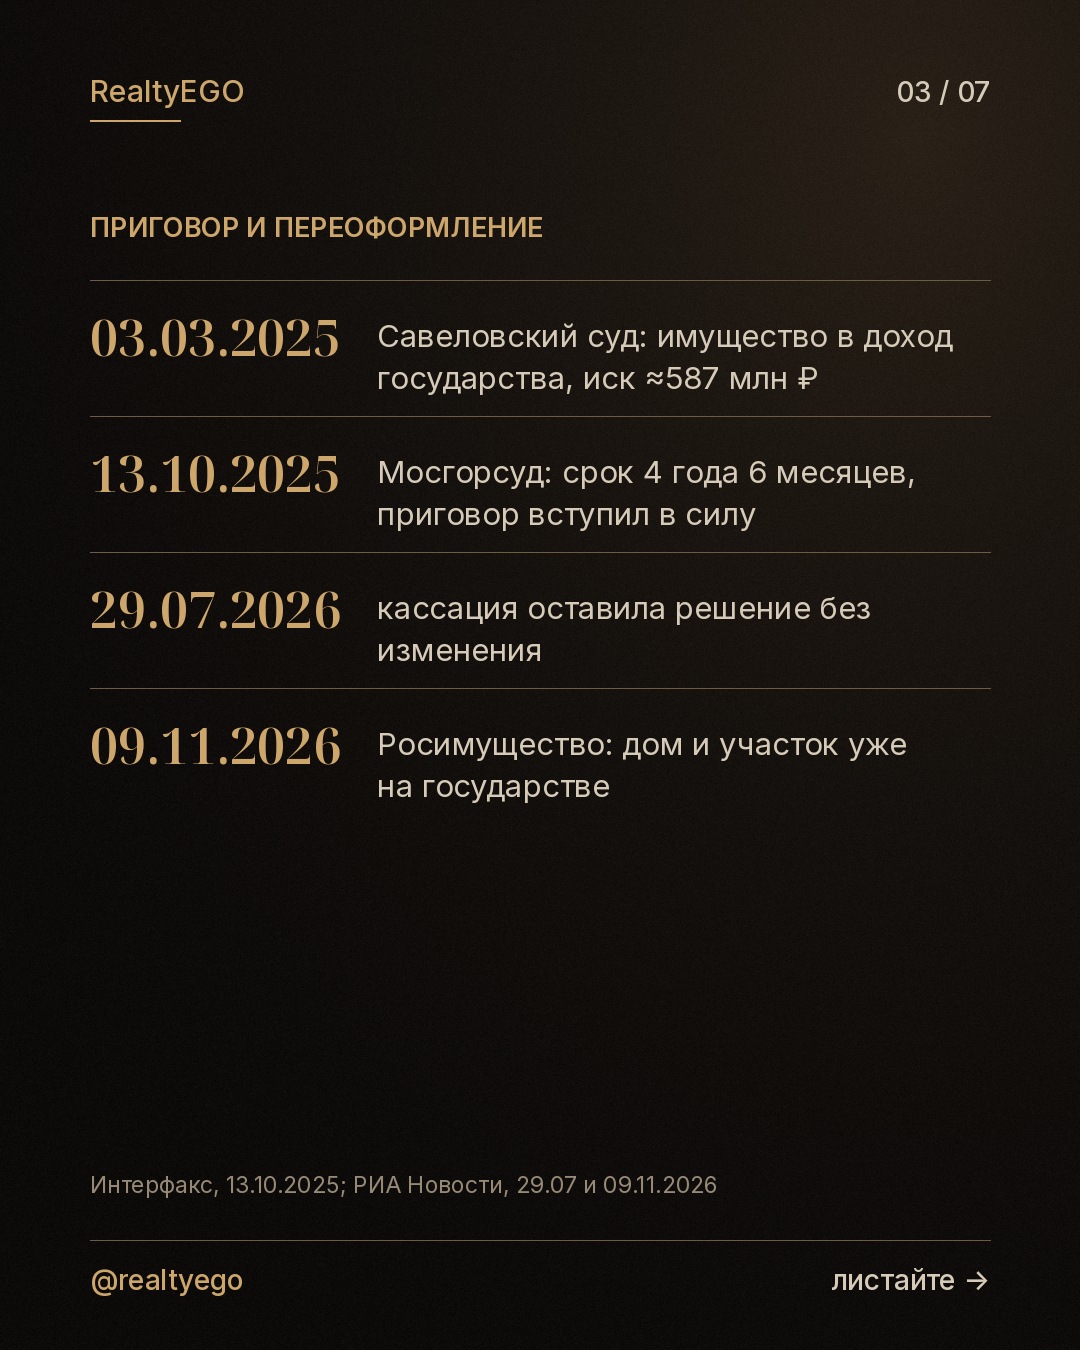 RealtyEGO
03 / 07
ПРИГОВОР И ПЕРЕОФОРМЛЕНИЕ
03.03.2025
Савеловский суд: имущество в доход
государства, иск ≈587 млн ₽
13.10.2025
Мосгорсуд: срок 4 года 6 месяцев,
приговор вступил в силу
29.07.2026
кассация оставила решение без
изменения
09.11.2026
Росимущество: дом и участок уже
на государстве
Интерфакс, 13.10.2025; РИА Новости, 29.07 и 09.11.2026
@realtyego
листайте →